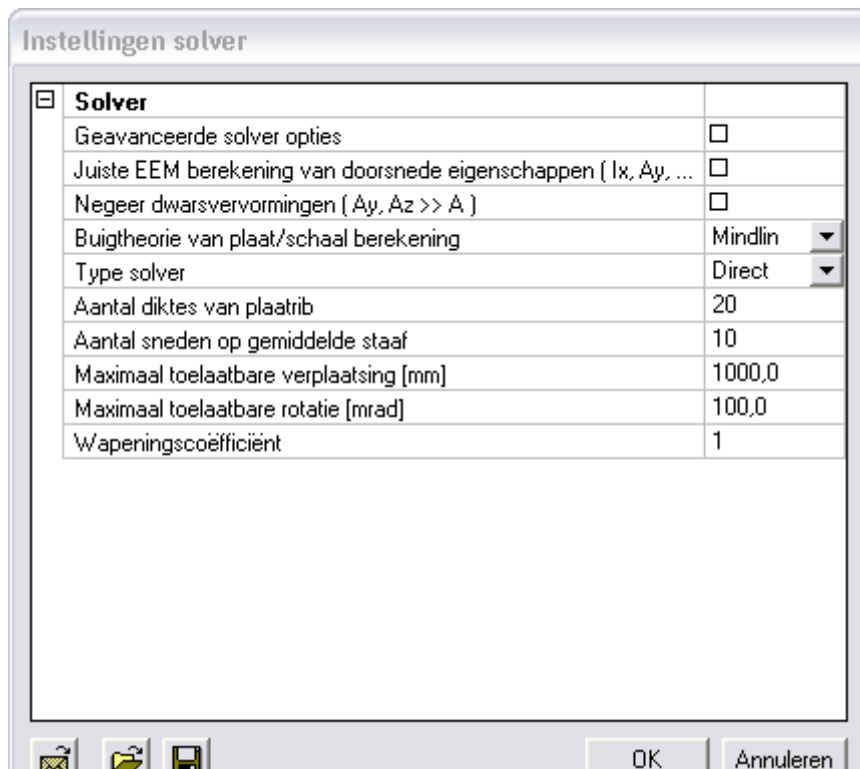 Instellingen solver
Solver
Geavanceerde solver opties
Juiste EEM berekening van doorsnede eigenschappen ( Ix, Ay, ...
Negeer dwarsvervormingen ( Ay, Az >> A )
Buigtheorie van plaat/schaal berekening Mindlin
Type solver Direct
Aantal diktes van plaatrib 20
Aantal sneden op gemiddelde staaf 10
Maximaal toelaatbare verplaatsing [mm] 1000,0
Maximaal toelaatbare rotatie [mrad] 100,0
Wapeningscoëfficiënt 1
OK Annuleren